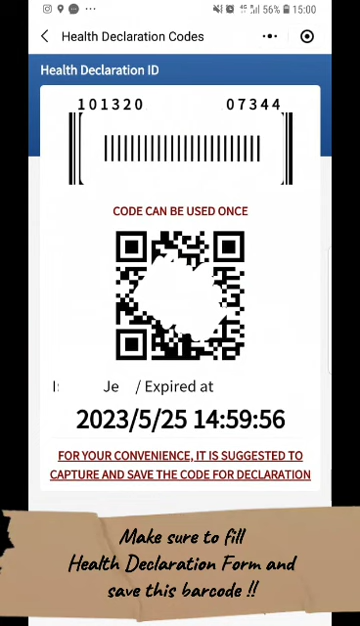 56% 15:00
Health Declaration Codes
Health Declaration ID
101320 07344
CODE CAN BE USED ONCE
Je / Expired at
2023/5/25 14:59:56
FOR YOUR CONVENIENCE, IT IS SUGGESTED TO
CAPTURE AND SAVE THE CODE FOR DECLARATION
Make sure to fill
Health Declaration Form and
save this barcode !!